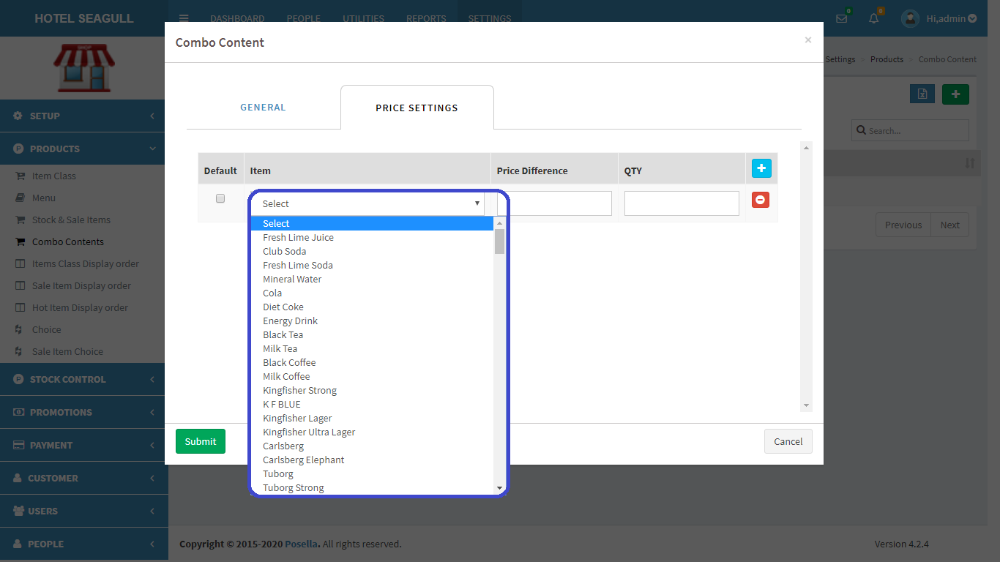 HOTEL SEAGULL
DASHBOARD PEOPLE UTILITIES REPORTS SETTINGS
0 0 Hi,admin
SHOP
Settings > Products > Combo Content
Search...
SETUP
PRODUCTS
Item Class
Menu
Stock & Sale Items
Combo Contents
Items Class Display order
Sale Item Display order
Hot Item Display order
Choice
Sale Item Choice
STOCK CONTROL
PROMOTIONS
PAYMENT
CUSTOMER
USERS
PEOPLE
Combo Content ×
GENERAL PRICE SETTINGS
Default Item Price Difference QTY
Select
Select
Fresh Lime Juice
Club Soda
Fresh Lime Soda
Mineral Water
Cola
Diet Coke
Energy Drink
Black Tea
Milk Tea
Black Coffee
Milk Coffee
Kingfisher Strong
K F BLUE
Kingfisher Lager
Kingfisher Ultra Lager
Carlsberg
Carlsberg Elephant
Tuborg
Tuborg Strong
Submit Cancel
Previous Next
Copyright © 2015-2020 Posella. All rights reserved. Version 4.2.4